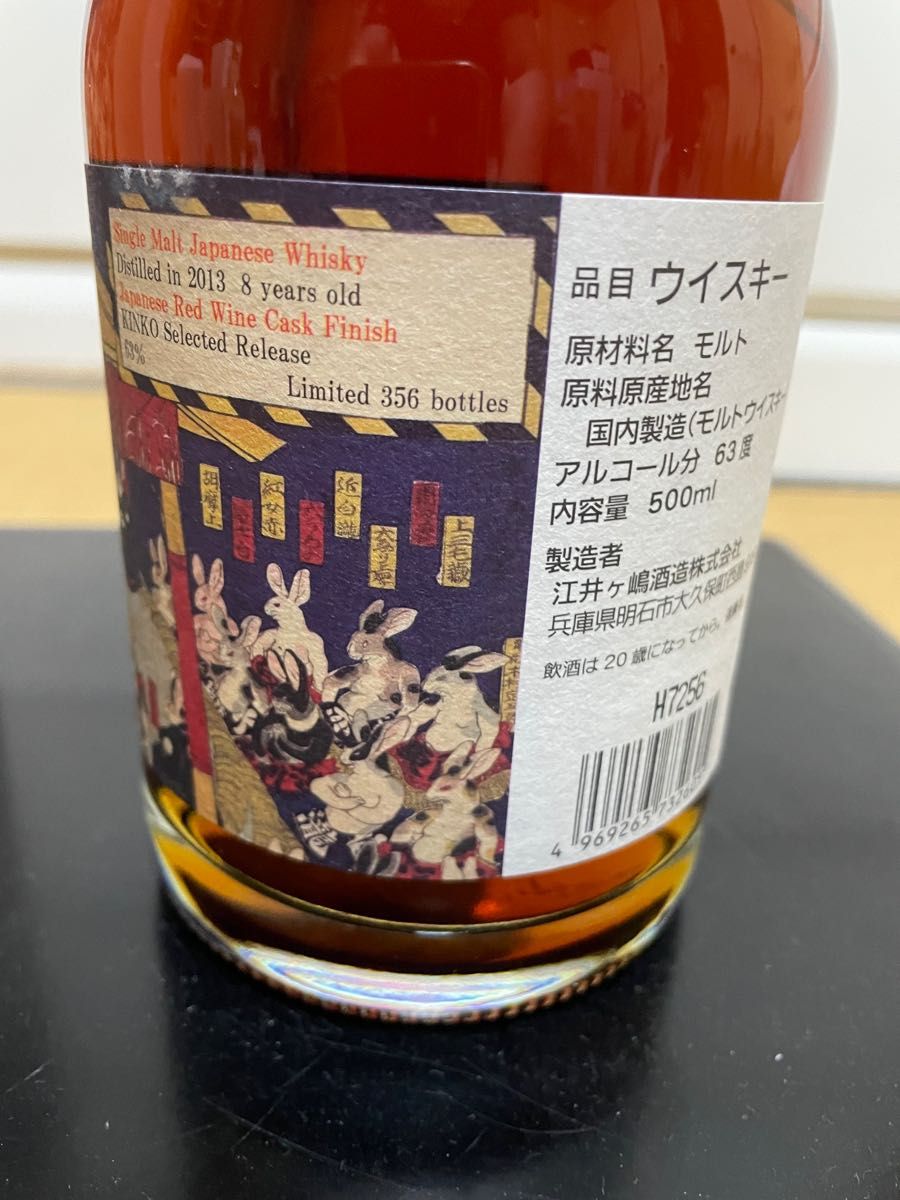 Single Malt Japanese Whisky
Distilled in 2013 8 years old
Japanese Red Wine Cask Finish
KINKO Selected Release
63%
Limited 356 bottles
胡摩上
紅女赤
品目 ウイスキー
原材料名 モルト
原料原産地名
国内製造(モルトウイスキー
アルコール分 63度
内容量 500ml
製造者
江井ヶ嶋酒造株式会社
兵庫県明石市大久保町西島
飲酒は20歳になってから。
H7256
4 969265 7326